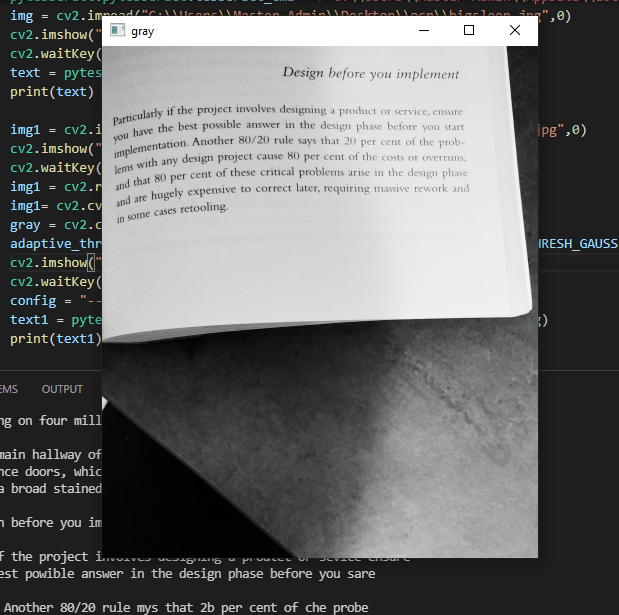 img = cv2.imread("C:\\Users\\Master Admin\\Desktop\\ocr\\bigsleep.jpg",0)
cv2.imshow("
cv2.waitKey(
text = pytes
print(text)
img1 = cv2.i jpg",0)
cv2.imshow("
cv2.waitKey(
img1 = cv2.r
img1= cv2.cv
gray = cv2.c
adaptive_thr HRESH_GAUSS
cv2.imshow("
cv2.waitKey(
config = "--
text1 = pyte g)
print(text1)
gray
Design before you implement
Particularly if the project involves designing a product or service, ensure
you have the best possible answer in the design phase before you start
implementation. Another 80/20 rule says that 20 per cent of the prob-
lems with any design project cause 80 per cent of the costs or overruns;
and that 80 per cent of these critical problems arise in the design phase
and are hugely expensive to correct later, requiring massive rework and
in some cases retooling.
EMS OUTPUT
ng on four mill
main hallway of
nce doors, whic
a broad stained
n before you im
f the project involves designing a
est powible answer in the design phase before you sare
Another 80/20 rule mys that 2b per cent of che probe